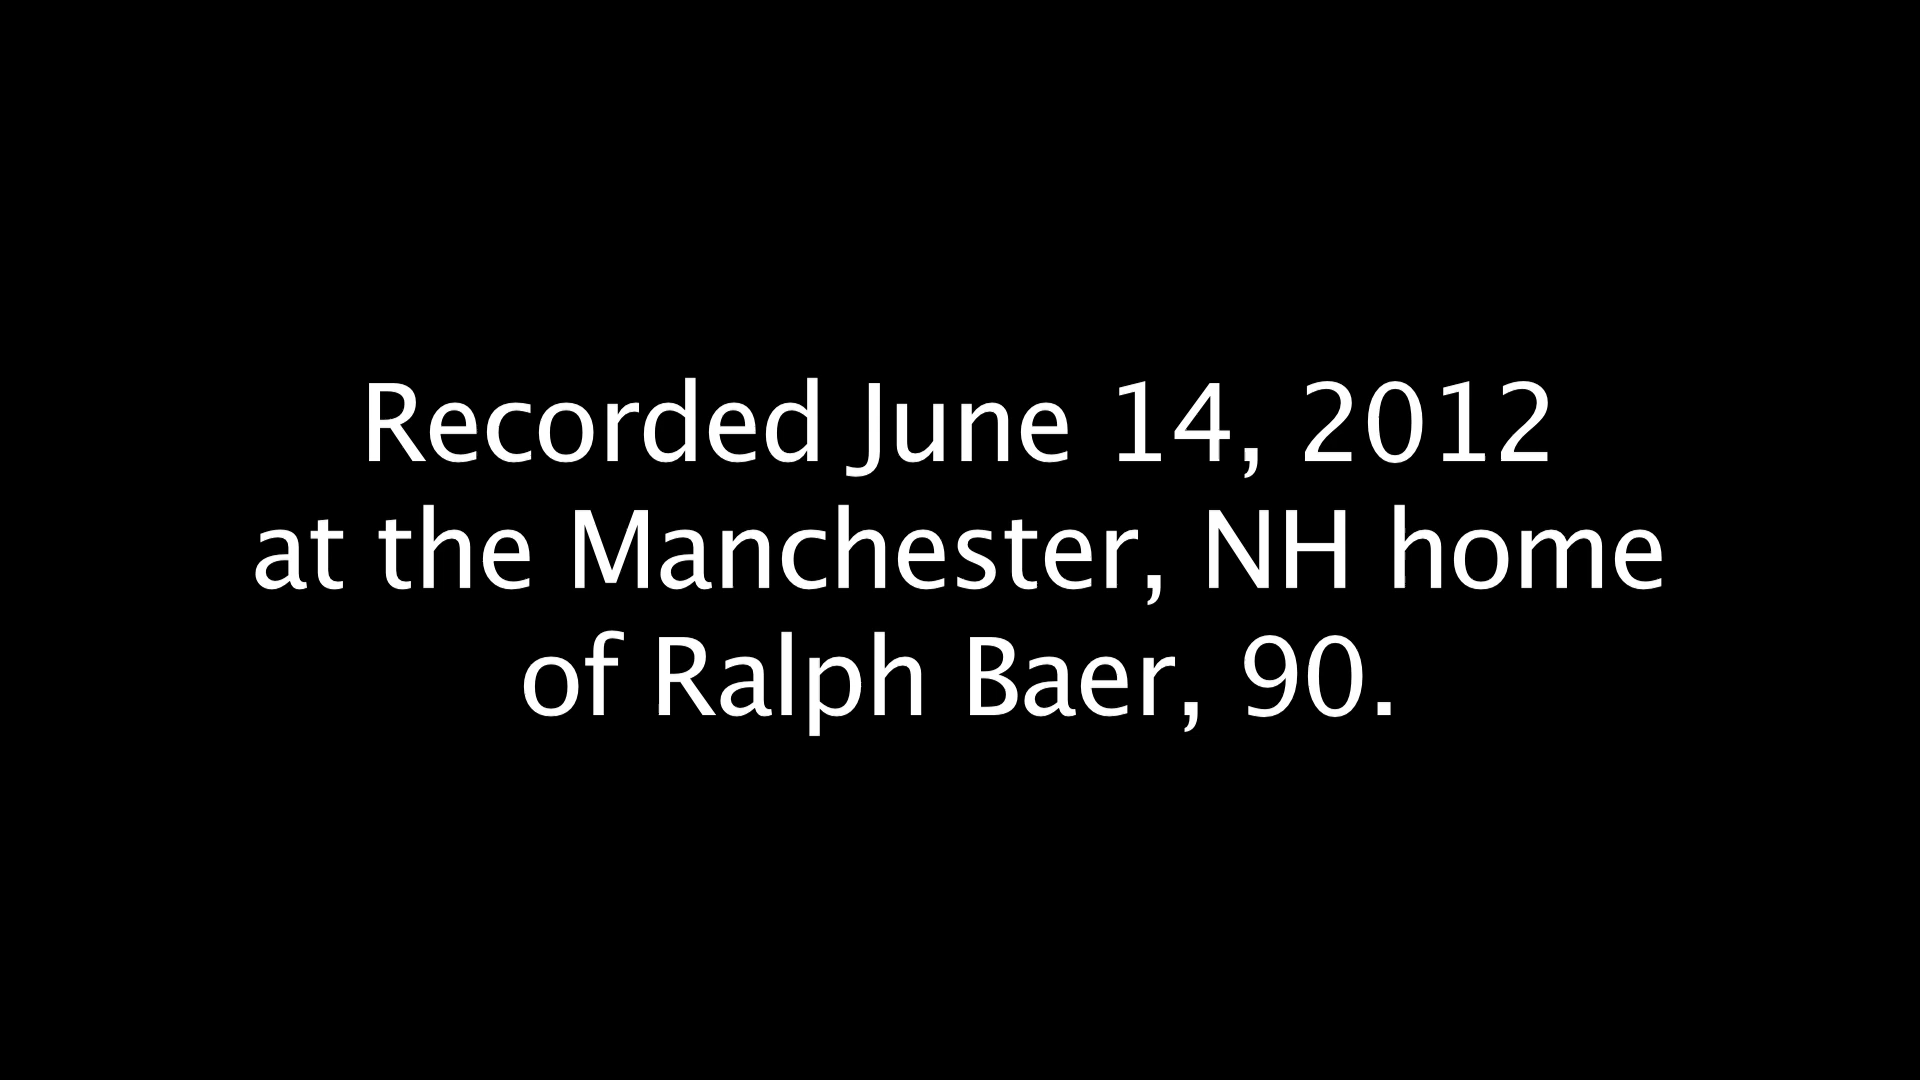 Recorded June 14, 2012
at the Manchester, NH home
of Ralph Baer, 90.